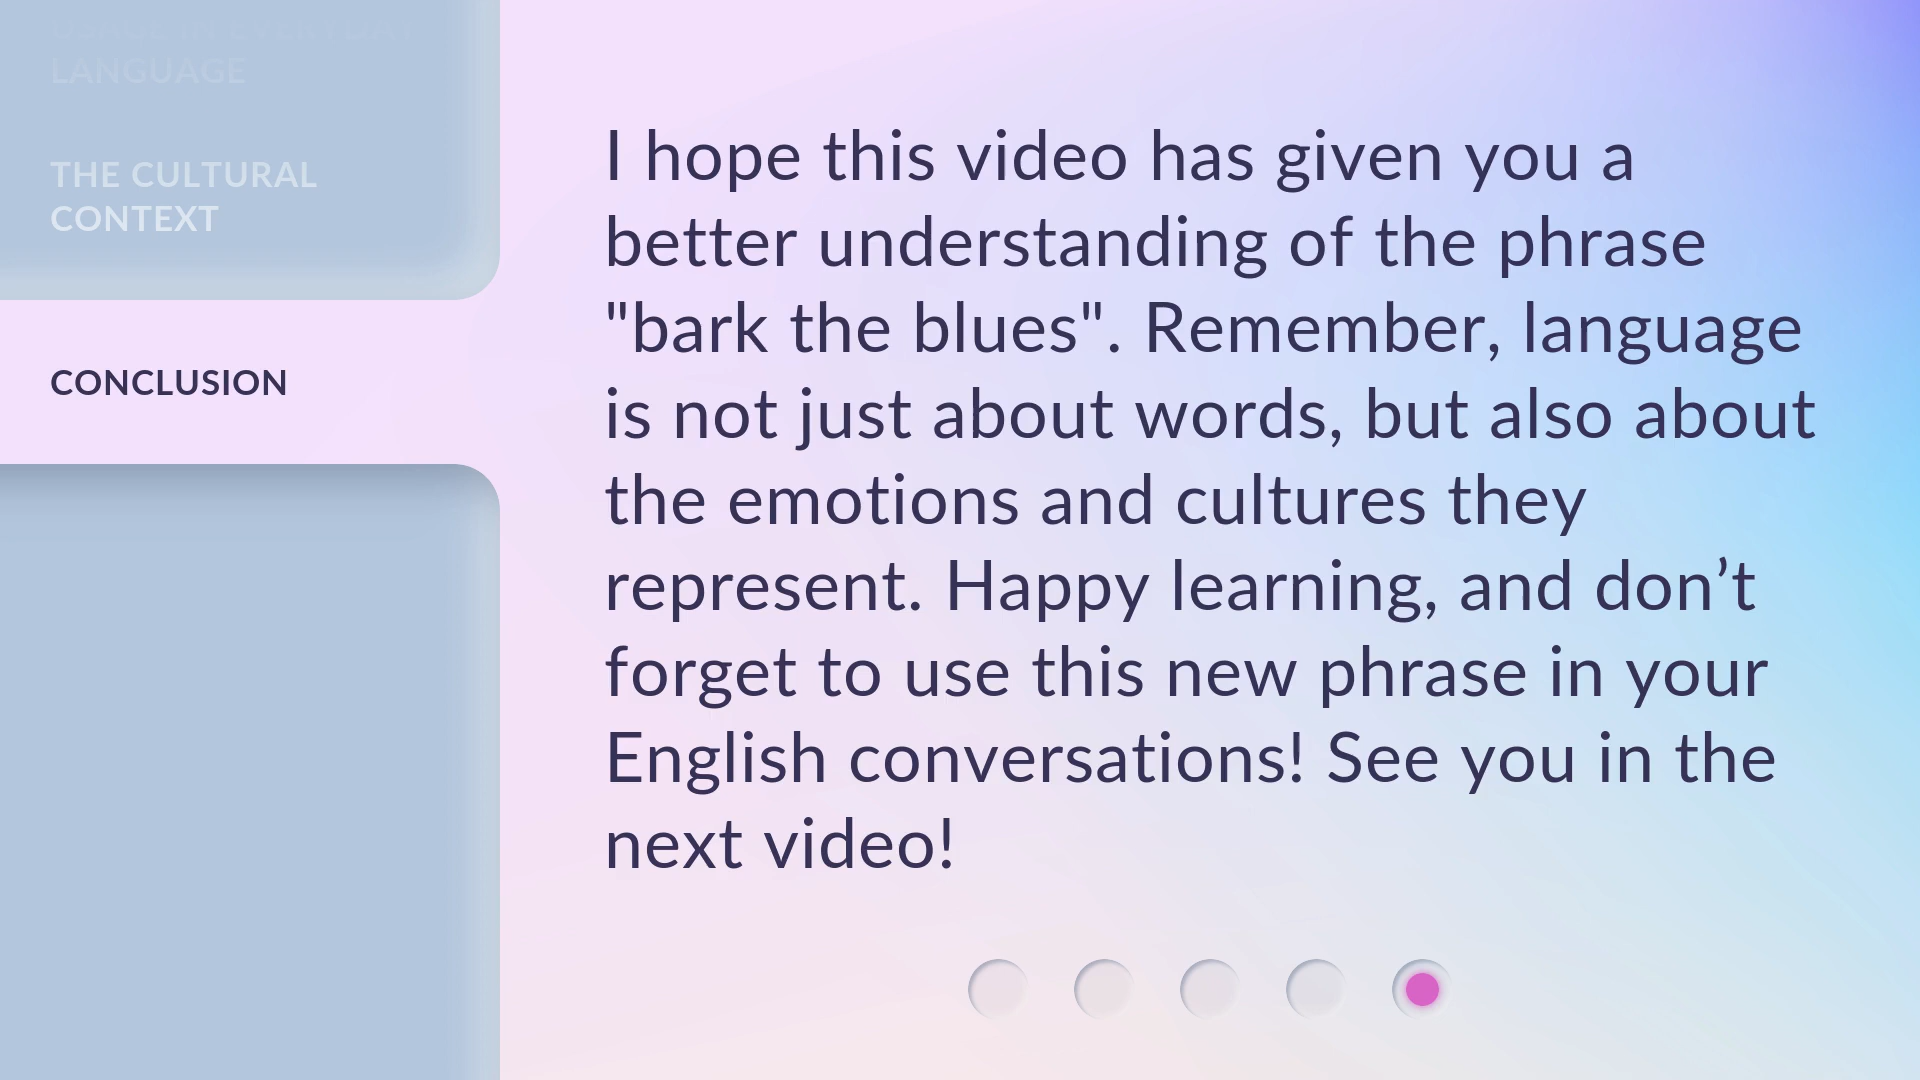 LANGUAGE
THE CULTURAL
CONTEXT
CONCLUSION
I hope this video has given you a
better understanding of the phrase
"bark the blues". Remember, language
is not just about words, but also about
the emotions and cultures they
represent. Happy learning, and don’t
forget to use this new phrase in your
English conversations! See you in the
next video!